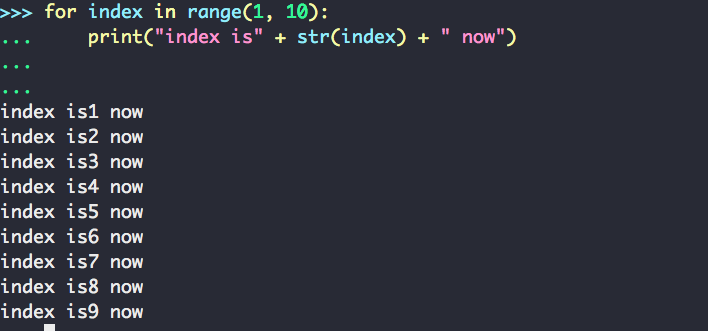 >>> for index in range(1, 10):
...     print("index is" + str(index) + " now")
...
...
index is1 now
index is2 now
index is3 now
index is4 now
index is5 now
index is6 now
index is7 now
index is8 now
index is9 now